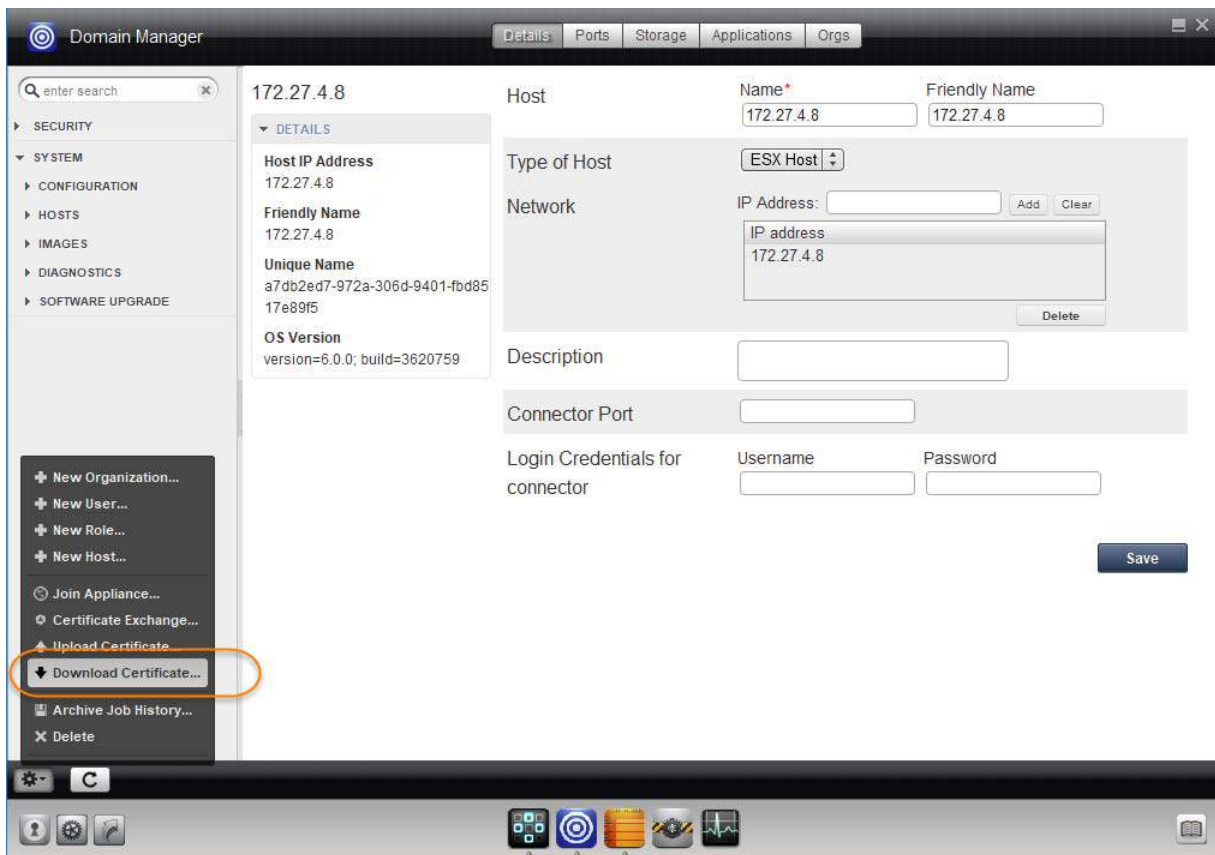 Domain Manager
Details Ports Storage Applications Orgs
enter search
SECURITY
SYSTEM
CONFIGURATION
HOSTS
IMAGES
DIAGNOSTICS
SOFTWARE UPGRADE
172.27.4.8
DETAILS
Host IP Address
172.27.4.8
Friendly Name
172.27.4.8
Unique Name
a7db2ed7-972a-306d-9401-fbd85
17e89f5
OS Version
version=6.0.0; build=3620759
Host
Name* Friendly Name
172.27.4.8 172.27.4.8
Type of Host ESX Host
Network IP Address: Add Clear
IP address
172.27.4.8
Delete
Description
Connector Port
Login Credentials for
connector
Username Password
Save
New Organization...
New User...
New Role...
New Host...
Join Appliance...
Certificate Exchange...
Upload Certificate...
Download Certificate...
Archive Job History...
Delete
C